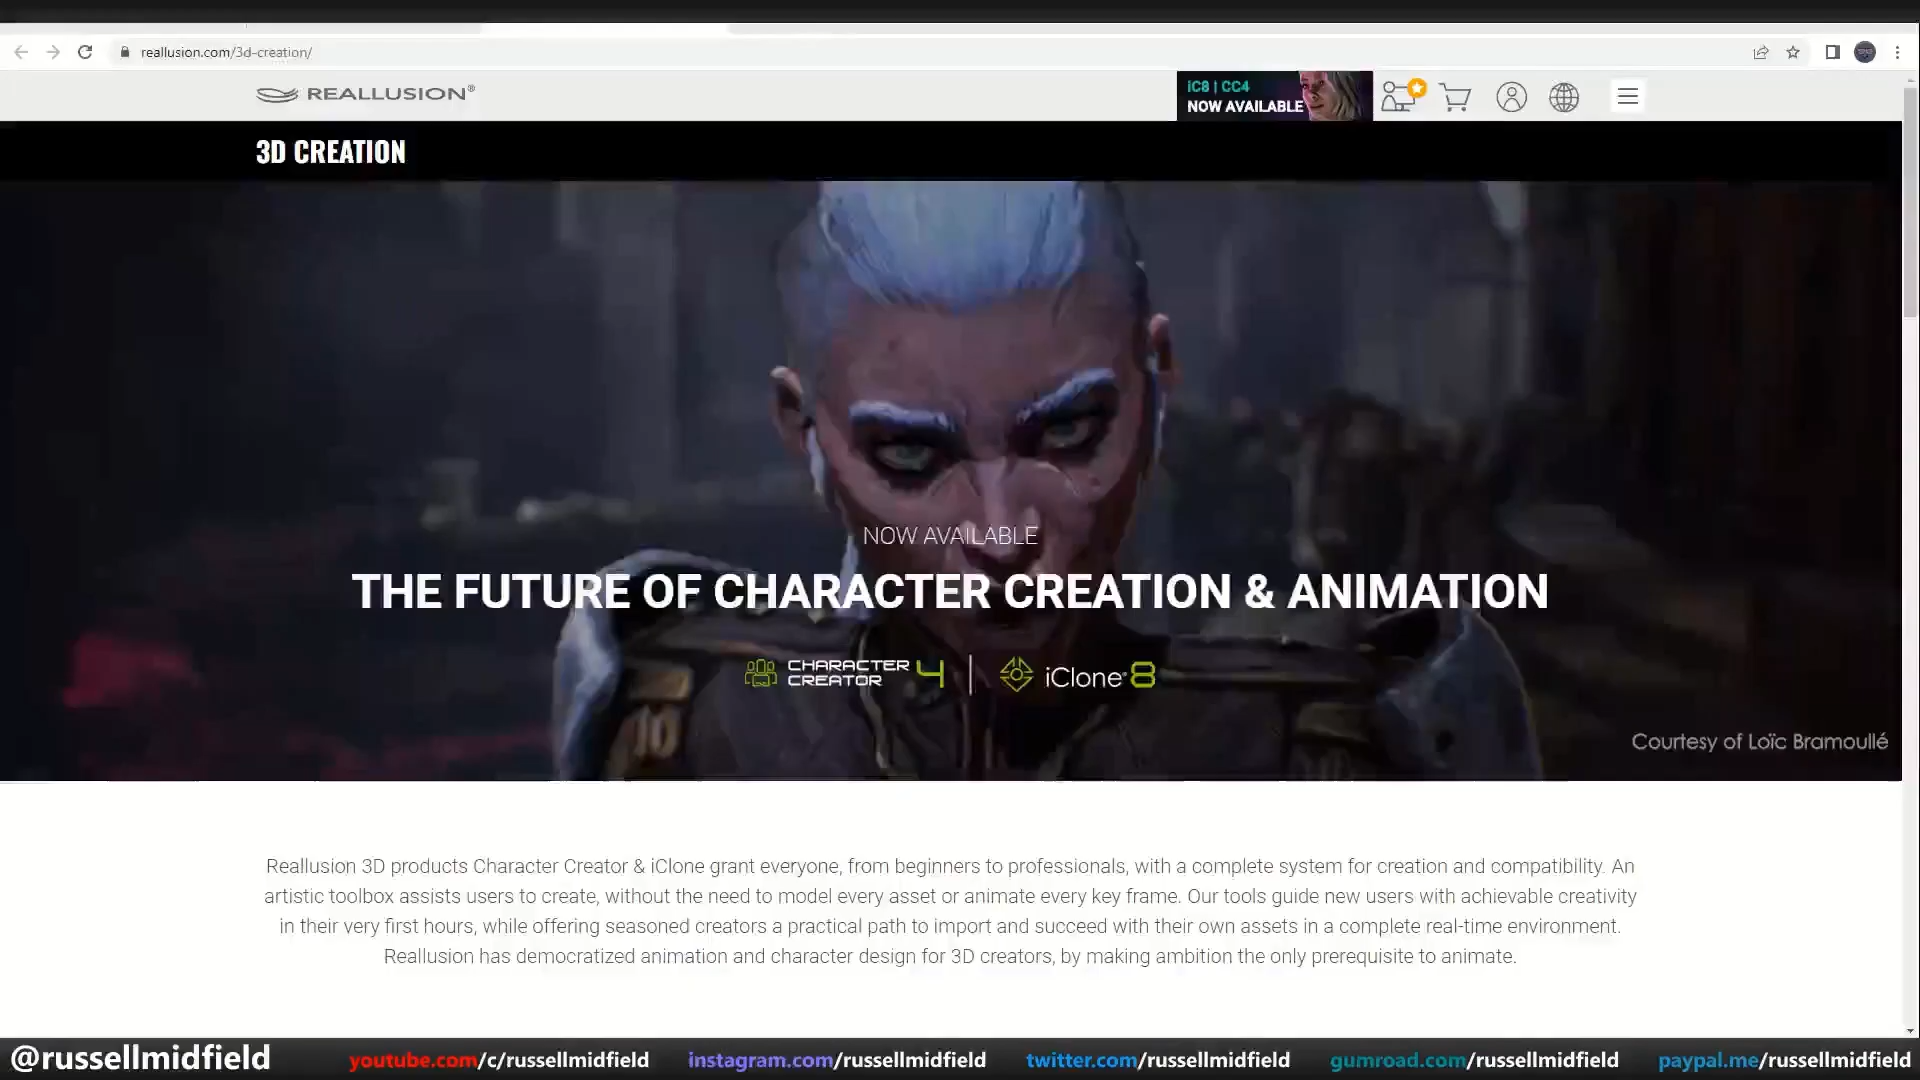 reallusion.com/3d-creation/
REALLUSION®
iC8 | CC4
NOW AVAILABLE
3D CREATION
NOW AVAILABLE
THE FUTURE OF CHARACTER CREATION & ANIMATION
CHARACTER CREATOR 4 | iClone® 8
10
Courtesy of Loïc Bramoullé
Reallusion 3D products Character Creator & iClone grant everyone, from beginners to professionals, with a complete system for creation and compatibility. An
artistic toolbox assists users to create, without the need to model every asset or animate every key frame. Our tools guide new users with achievable creativity
in their very first hours, while offering seasoned creators a practical path to import and succeed with their own assets in a complete real-time environment.
Reallusion has democratized animation and character design for 3D creators, by making ambition the only prerequisite to animate.
@russellmidfield youtube.com/c/russellmidfield instagram.com/russellmidfield twitter.com/russellmidfield gumroad.com/russellmidfield paypal.me/russellmidfield